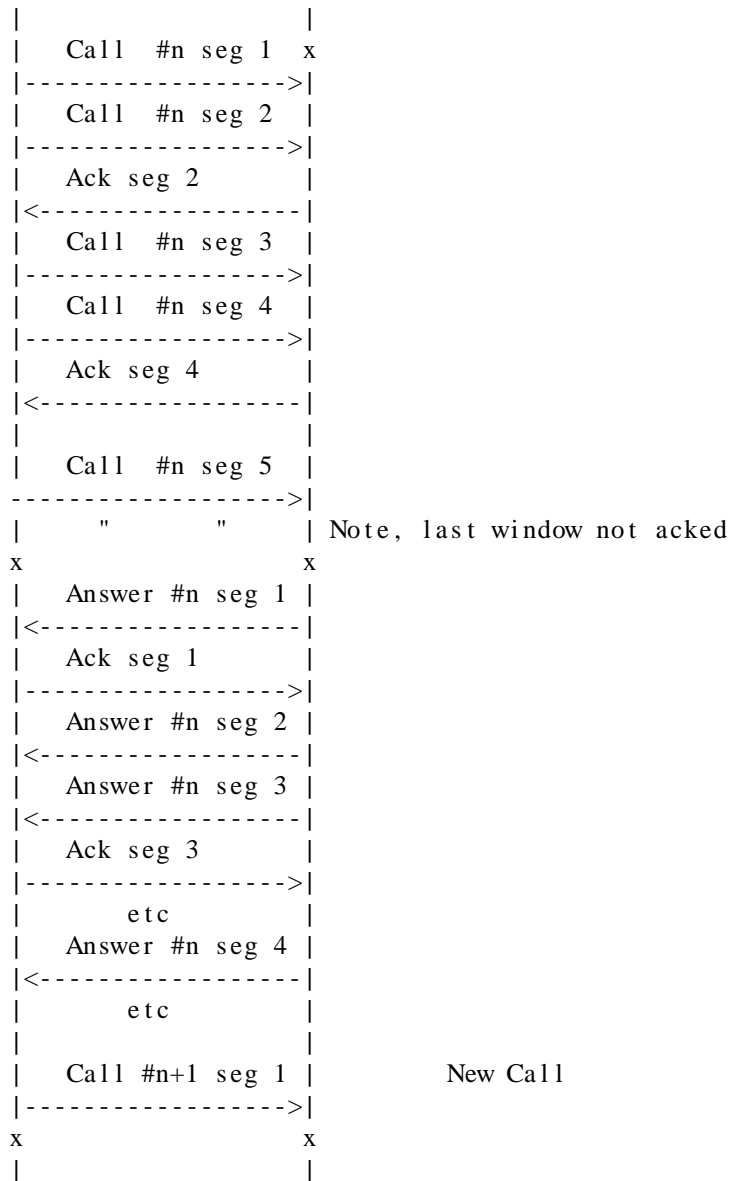 |                    |
|    Call  #n seg 1  x
|------------------>|
|    Call  #n seg 2  |
|------------------>|
|    Ack seg 2       |
|<------------------|
|    Call  #n seg 3  |
|------------------>|
|    Call  #n seg 4  |
|------------------>|
|    Ack seg 4       |
|<------------------|
|                    |
|    Call  #n seg 5  |
------------------->|
|      "       "     | Note, last window not acked
x                    x
|    Answer #n seg 1 |
|<------------------|
|    Ack seg 1       |
|------------------>|
|    Answer #n seg 2 |
|<------------------|
|    Answer #n seg 3 |
|<------------------|
|    Ack seg 3       |
|------------------>|
|        etc         |
|    Answer #n seg 4 |
|<------------------|
|        etc         |
|                    |
|    Call #n+1 seg 1 |          New Call
|------------------>|
x                    x
|                    |